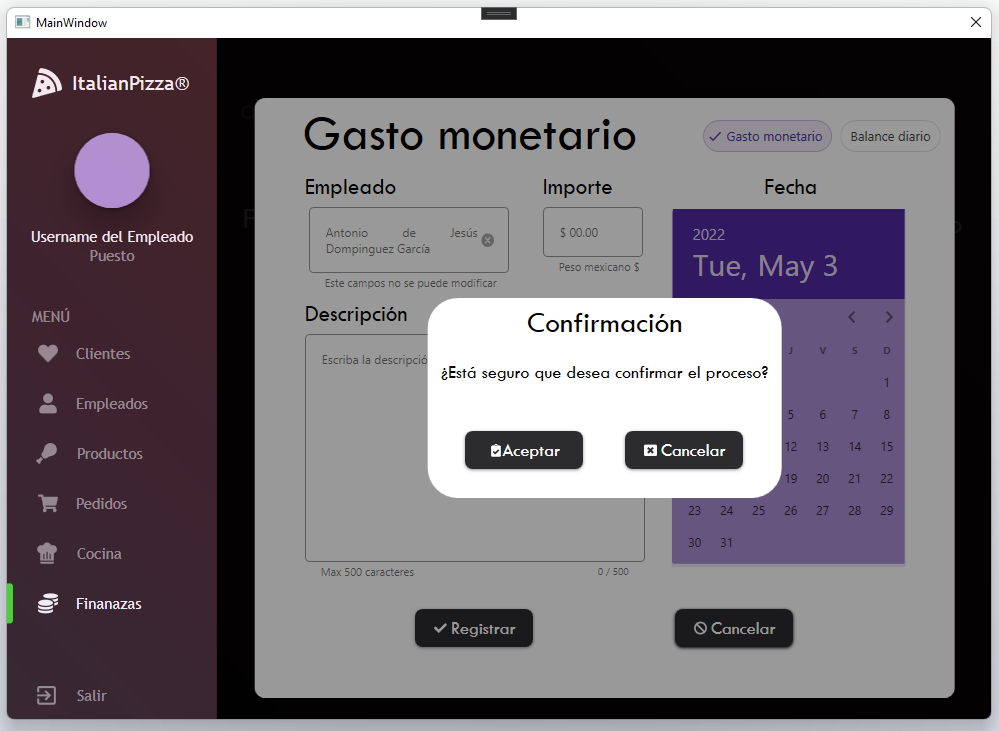 MainWindow
ItalianPizza®
Username del Empleado
Puesto
MENÚ
Clientes
Empleados
Productos
Pedidos
Cocina
Finanazas
Salir
Gasto monetario
Gasto monetario
Balance diario
Empleado
Importe
Fecha
Antonio de Jesús
Dompinguez García
$ 00.00
Este campos no se puede modificar
Peso mexicano $
2022
Tue, May 3
Descripción
Escriba la descripció
Confirmación
¿Está seguro que desea confirmar el proceso?
Aceptar
Cancelar
J V S D
1
5 6 7 8
12 13 14 15
19 20 21 22
23 24 25 26 27 28 29
30 31
Max 500 caracteres
0 / 500
Registrar
Cancelar